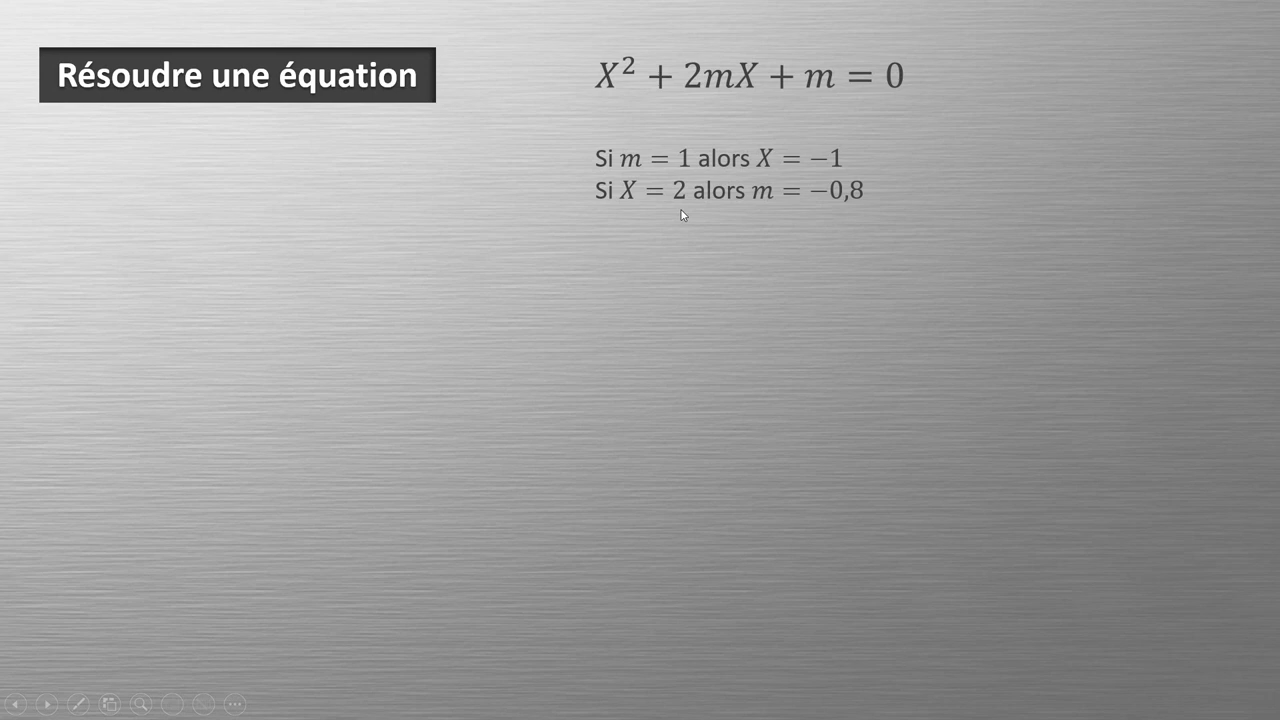 Résoudre une équation
X² + 2mX + m = 0
Si m = 1 alors X = −1
Si X = 2 alors m = −0,8